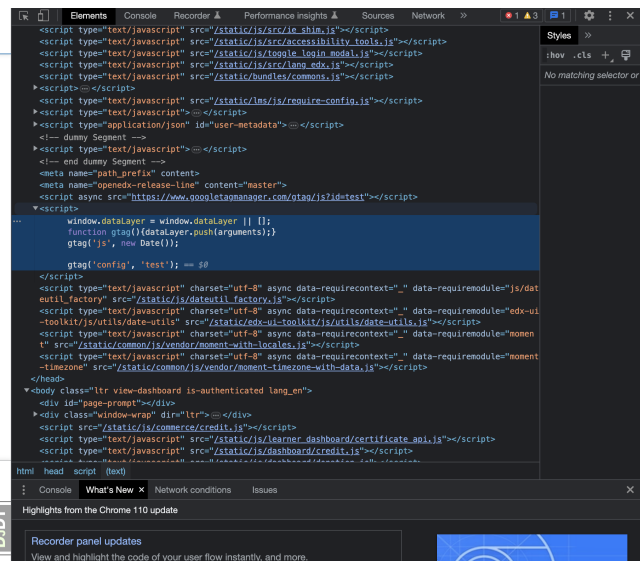 Elements Console Recorder Performance insights Sources Network » 1 3 1
<script type="text/javascript" src="/static/js/src/ie_shim.js"></script>
<script type="text/javascript" src="/static/js/src/accessibility_tools.js"></script>
<script type="text/javascript" src="/static/js/src/toggle_login_modal.js"></script>
<script type="text/javascript" src="/static/js/src/lang_edx.js"></script>
<script type="text/javascript" src="/static/bundles/commons.js"></script>
<script>…</script>
<script type="text/javascript" src="/static/lms/js/require-config.js"></script>
<script type="text/javascript">…</script>
<script type="application/json" id="user-metadata">…</script>
<!-- dummy Segment -->
<script type="text/javascript">…</script>
<!-- end dummy Segment -->
<meta name="path_prefix" content>
<meta name="openedx-release-line" content="master">
<script async src="https://www.googletagmanager.com/gtag/js?id=test"></script>
<script>
window.dataLayer = window.dataLayer || [];
function gtag(){dataLayer.push(arguments);}
gtag('js', new Date());
gtag('config', 'test'); == $0
</script>
<script type="text/javascript" charset="utf-8" async data-requirecontext="_" data-requiremodule="js/dat
eutil_factory" src="/static/js/dateutil_factory.js"></script>
<script type="text/javascript" charset="utf-8" async data-requirecontext="_" data-requiremodule="edx-ui
-toolkit/js/utils/date-utils" src="/static/edx-ui-toolkit/js/utils/date-utils.js"></script>
<script type="text/javascript" charset="utf-8" async data-requirecontext="_" data-requiremodule="momen
t" src="/static/common/js/vendor/moment-with-locales.js"></script>
<script type="text/javascript" charset="utf-8" async data-requirecontext="_" data-requiremodule="moment
-timezone" src="/static/common/js/vendor/moment-timezone-with-data.js"></script>
</head>
<body class="ltr view-dashboard is-authenticated lang_en">
<div id="page-prompt"></div>
<div class="window-wrap" dir="ltr">…</div>
<script src="/static/js/commerce/credit.js"></script>
<script type="text/javascript" src="/static/js/learner_dashboard/certificate_api.js"></script>
<script type="text/javascript" src="/static/js/dashboard/credit.js"></script>
html head script (text)
Styles »
:hov .cls +
No matching selector or
Console What's New × Network conditions Issues
Highlights from the Chrome 110 update
Recorder panel updates
View and highlight the code of your user flow instantly, and more.
DJDT